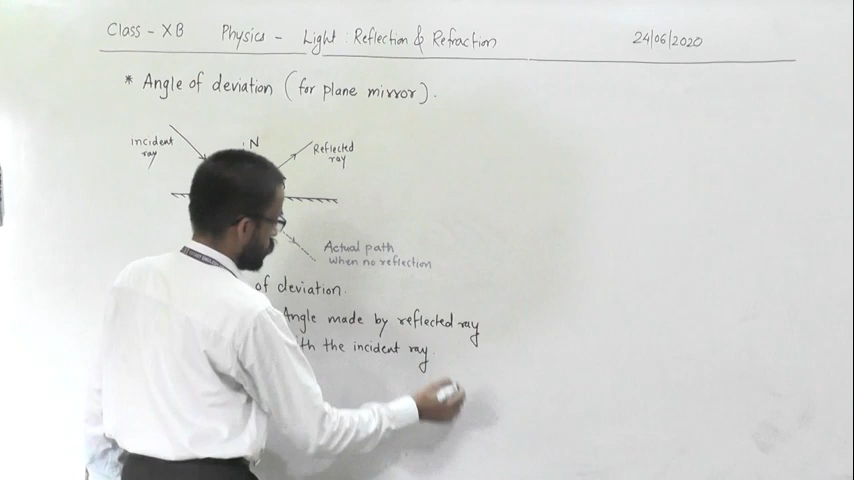 Class - XB Physics - Light : Reflection & Refraction 24/06/2020
* Angle of deviation (for plane mirror).
Incident
ray
N
Reflected
ray
Actual path
when no reflection
of deviation.
Angle made by reflected ray
the incident ray.